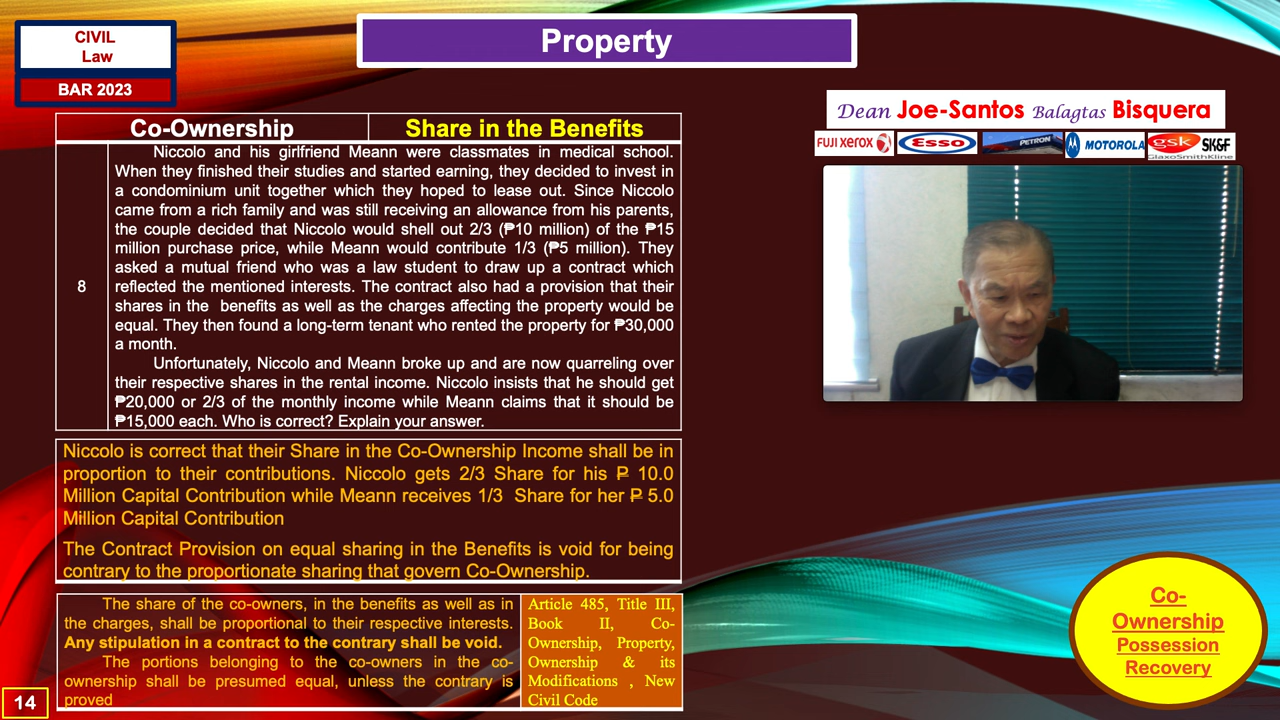 CIVIL
Law
BAR 2023
Property
Dean Joe-Santos Balagtas Bisquera
FUJI XEROX ESSO PETRON MOTOROLA gsk SK&F
GlaxoSmithKline
Co-Ownership Share in the Benefits
8
Niccolo and his girlfriend Meann were classmates in medical school.
When they finished their studies and started earning, they decided to invest in
a condominium unit together which they hoped to lease out. Since Niccolo
came from a rich family and was still receiving an allowance from his parents,
the couple decided that Niccolo would shell out 2/3 (₱10 million) of the ₱15
million purchase price, while Meann would contribute 1/3 (₱5 million). They
asked a mutual friend who was a law student to draw up a contract which
reflected the mentioned interests. The contract also had a provision that their
shares in the benefits as well as the charges affecting the property would be
equal. They then found a long-term tenant who rented the property for ₱30,000
a month.
Unfortunately, Niccolo and Meann broke up and are now quarreling over
their respective shares in the rental income. Niccolo insists that he should get
₱20,000 or 2/3 of the monthly income while Meann claims that it should be
₱15,000 each. Who is correct? Explain your answer.
Niccolo is correct that their Share in the Co-Ownership Income shall be in
proportion to their contributions. Niccolo gets 2/3 Share for his ₱ 10.0
Million Capital Contribution while Meann receives 1/3 Share for her ₱ 5.0
Million Capital Contribution
The Contract Provision on equal sharing in the Benefits is void for being
contrary to the proportionate sharing that govern Co-Ownership.
The share of the co-owners, in the benefits as well as in
the charges, shall be proportional to their respective interests.
Any stipulation in a contract to the contrary shall be void.
The portions belonging to the co-owners in the co-
ownership shall be presumed equal, unless the contrary is
proved
Article 485, Title III,
Book II, Co-
Ownership, Property,
Ownership & its
Modifications , New
Civil Code
Co-
Ownership
Possession
Recovery
14